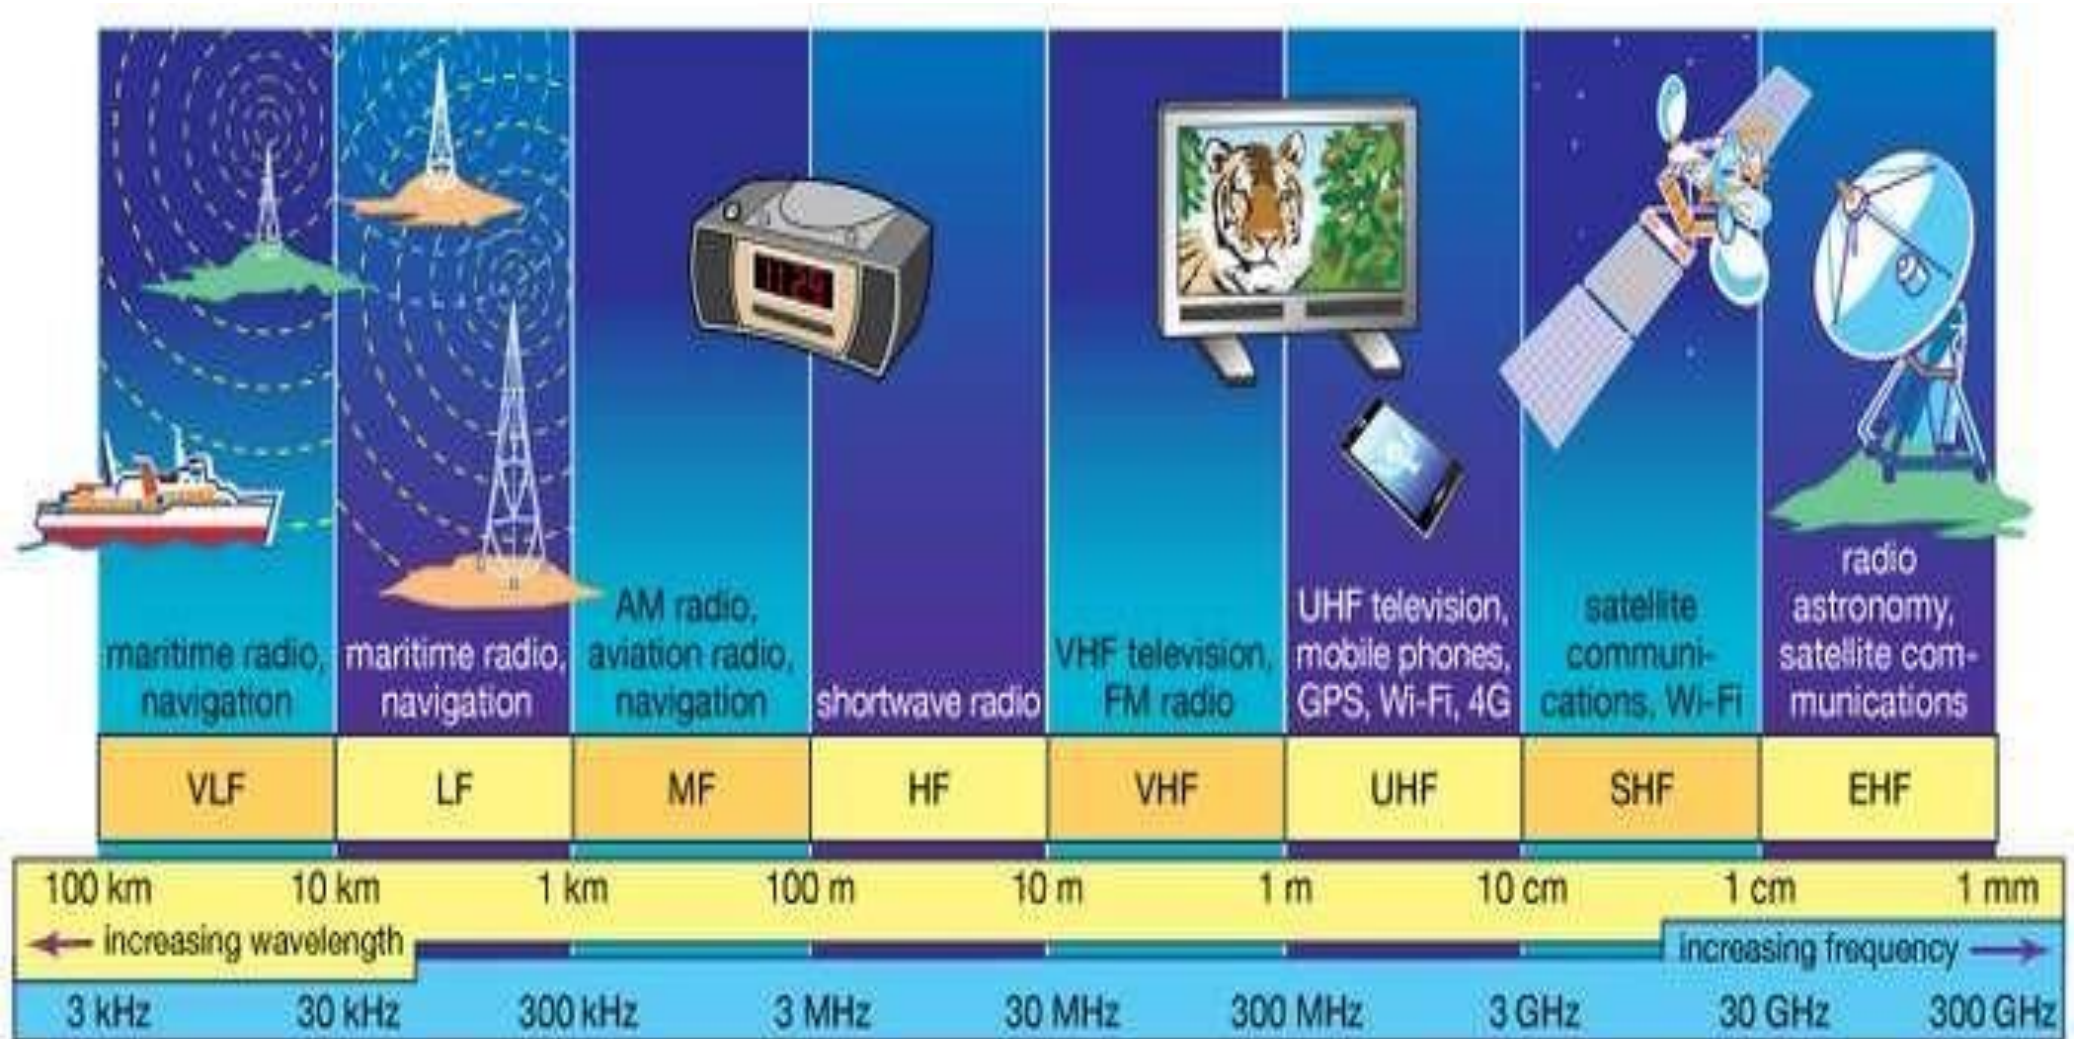 11:29
maritime radio,
navigation
maritime radio,
navigation
AM radio,
aviation radio,
navigation
shortwave radio
VHF television,
FM radio
UHF television,
mobile phones,
GPS, Wi-Fi, 4G
satellite
communi-
cations, Wi-Fi
radio
astronomy,
satellite com-
munications
VLF LF MF HF VHF UHF SHF EHF
100 km 10 km 1 km 100 m 10 m 1 m 10 cm 1 cm 1 mm
increasing wavelength
increasing frequency
3 kHz 30 kHz 300 kHz 3 MHz 30 MHz 300 MHz 3 GHz 30 GHz 300 GHz